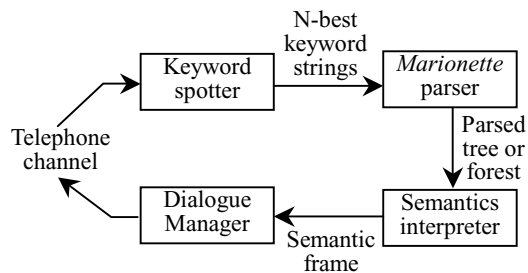 N-best
keyword
strings
Keyword
spotter
Marionette
parser
Telephone
channel
Parsed
tree or
forest
Dialogue
Manager
Semantics
interpreter
Semantic
frame